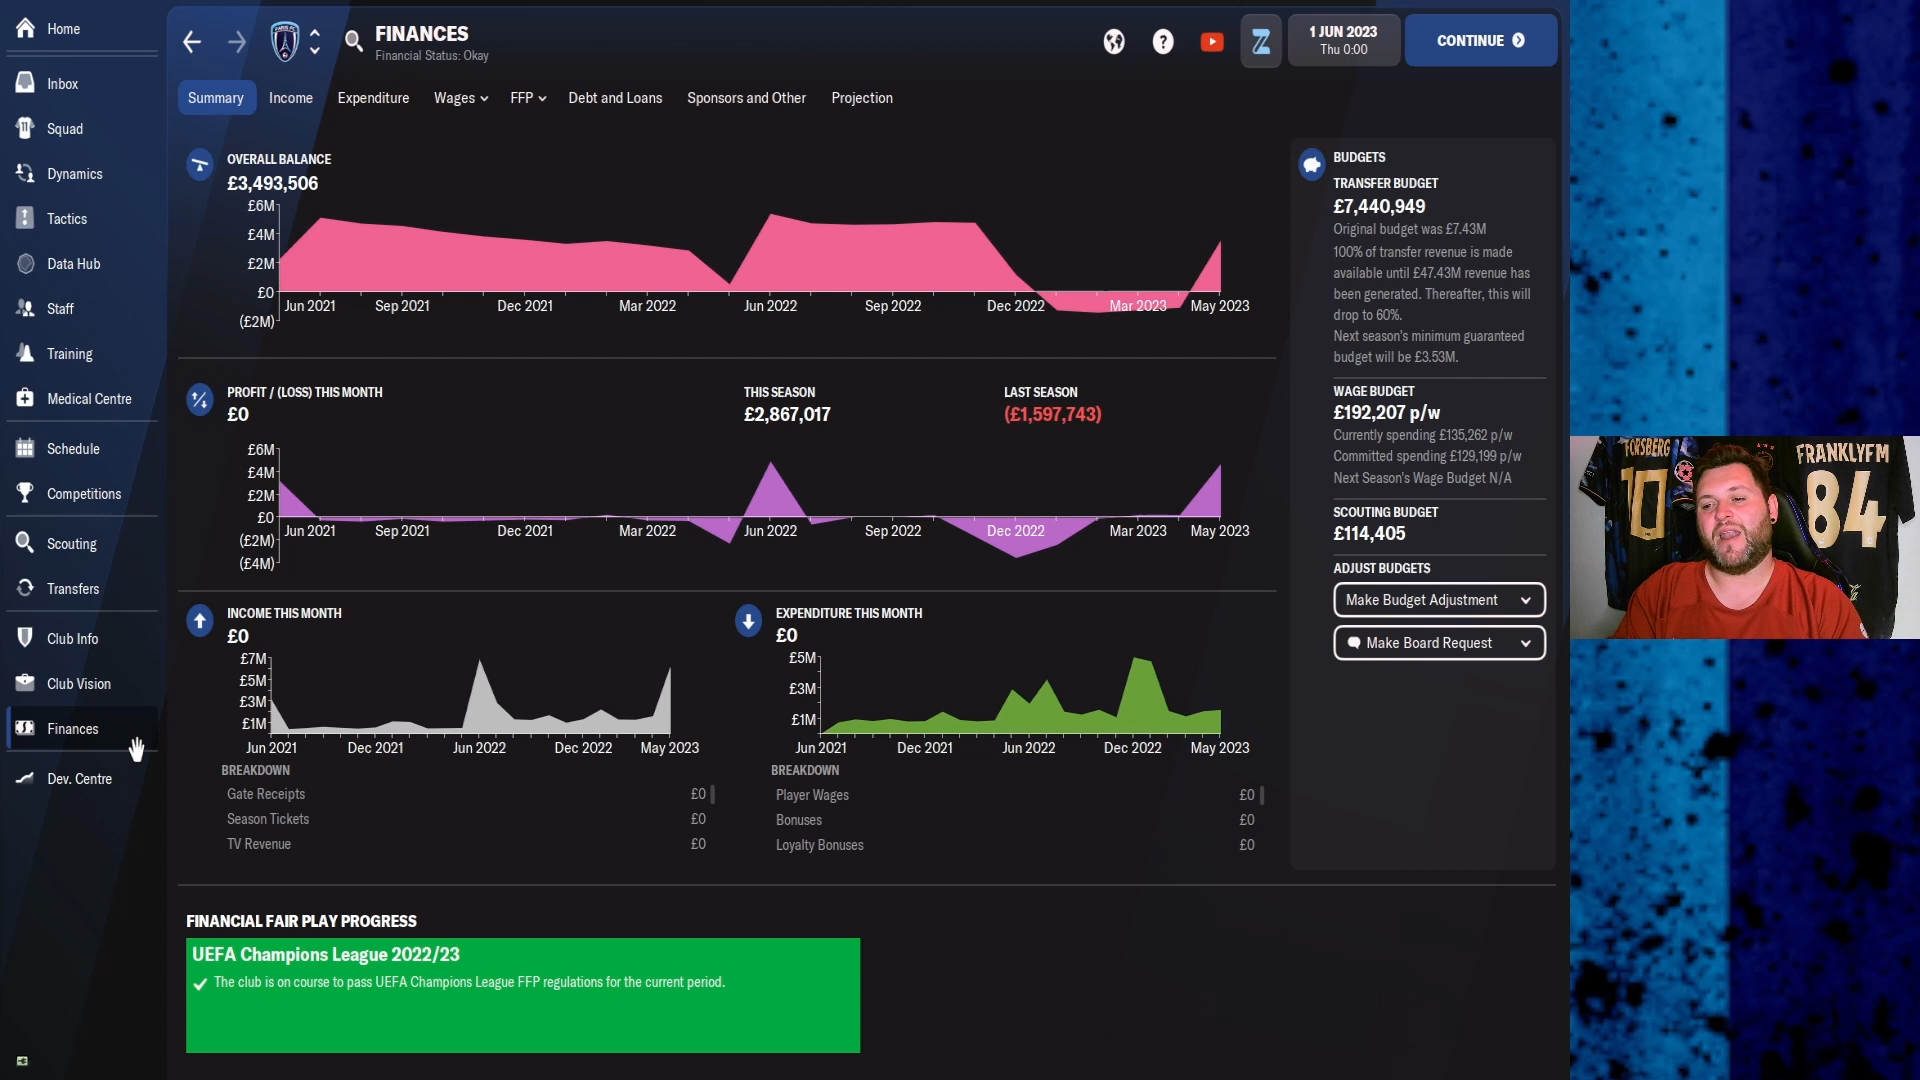 Home
Inbox
Squad
Dynamics
Tactics
Data Hub
Staff
Training
Medical Centre
Schedule
Competitions
Scouting
Transfers
Club Info
Club Vision
Finances
Dev. Centre
FINANCES
Financial Status: Okay
1 JUN 2023
Thu 0:00
CONTINUE
Summary Income Expenditure Wages FFP Debt and Loans Sponsors and Other Projection
OVERALL BALANCE
£3,493,506
£6M
£4M
£2M
£0
(£2M)
Jun 2021 Sep 2021 Dec 2021 Mar 2022 Jun 2022 Sep 2022 Dec 2022 Mar 2023 May 2023
PROFIT / (LOSS) THIS MONTH
£0
THIS SEASON
£2,867,017
LAST SEASON
(£1,597,743)
£6M
£4M
£2M
£0
(£2M)
(£4M)
Jun 2021 Sep 2021 Dec 2021 Mar 2022 Jun 2022 Sep 2022 Dec 2022 Mar 2023 May 2023
INCOME THIS MONTH
£0
£7M
£5M
£3M
£1M
Jun 2021 Dec 2021 Jun 2022 Dec 2022 May 2023
BREAKDOWN
Gate Receipts £0
Season Tickets £0
TV Revenue £0
EXPENDITURE THIS MONTH
£0
£5M
£3M
£1M
Jun 2021 Dec 2021 Jun 2022 Dec 2022 May 2023
BREAKDOWN
Player Wages £0
Bonuses £0
Loyalty Bonuses £0
BUDGETS
TRANSFER BUDGET
£7,440,949
Original budget was £7.43M
100% of transfer revenue is made
available until £47.43M revenue has
been generated. Thereafter, this will
drop to 60%.
Next season's minimum guaranteed
budget will be £3.53M.
WAGE BUDGET
£192,207 p/w
Currently spending £135,262 p/w
Committed spending £129,199 p/w
Next Season's Wage Budget N/A
SCOUTING BUDGET
£114,405
ADJUST BUDGETS
Make Budget Adjustment
Make Board Request
FINANCIAL FAIR PLAY PROGRESS
UEFA Champions League 2022/23
The club is on course to pass UEFA Champions League FFP regulations for the current period.
FORSBERG
10
FRANKLYFM
84